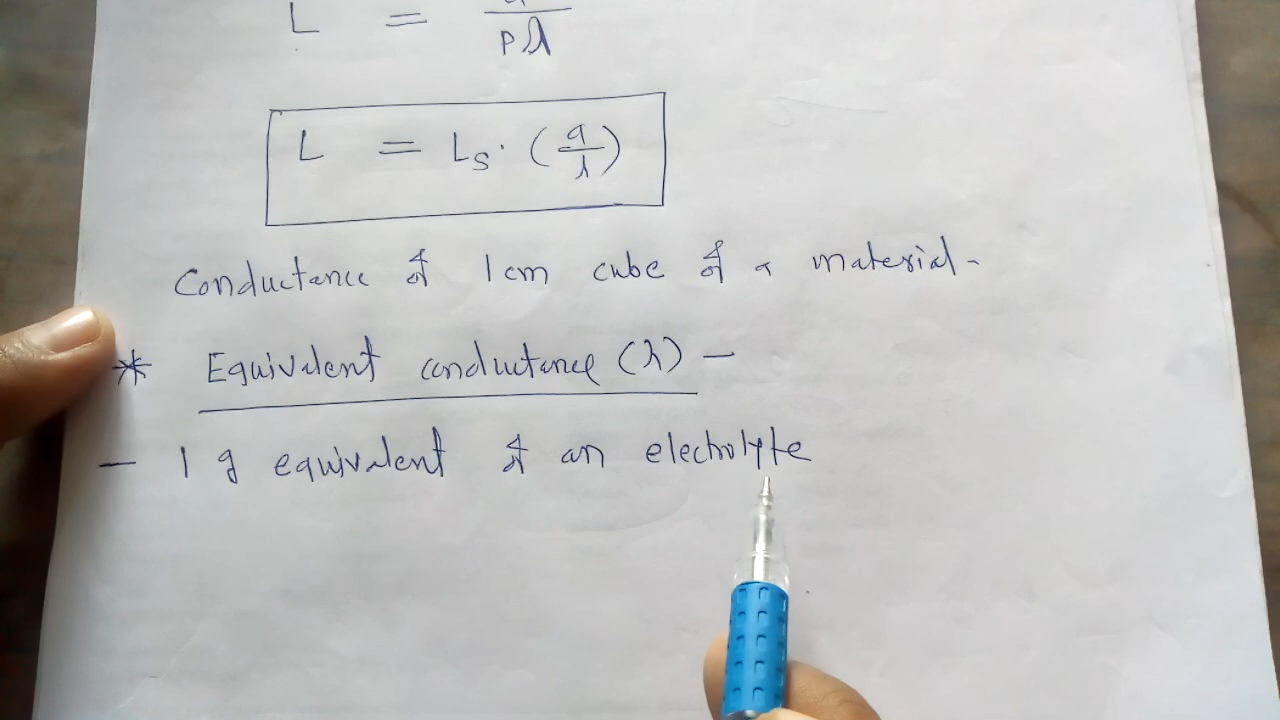 L = a/ρλ
L = Ls· (a/λ)
Conductance of 1 cm cube of a material-
* Equivalent conductance (λ) —
— 1 g equivalent of an electrolyte